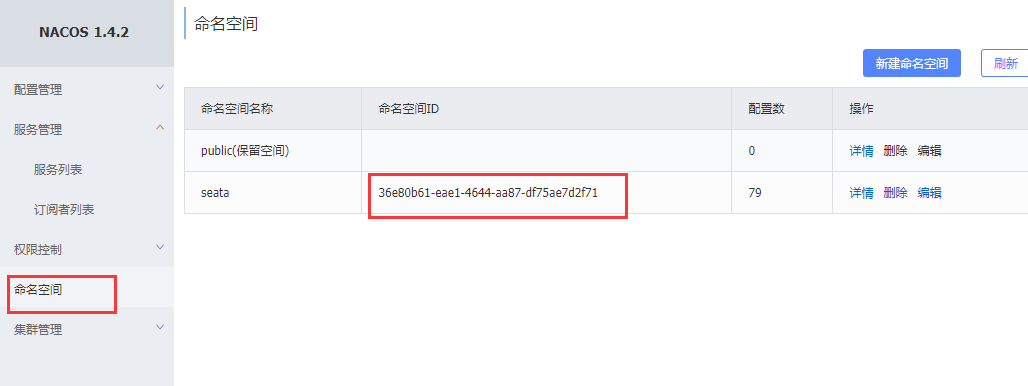 NACOS 1.4.2
配置管理
服务管理
服务列表
订阅者列表
权限控制
命名空间
集群管理
命名空间
新建命名空间 刷新
命名空间名称 命名空间ID 配置数 操作
public(保留空间) 0 详情 删除 编辑
seata 36e80b61-eae1-4644-aa87-df75ae7d2f71 79 详情 删除 编辑